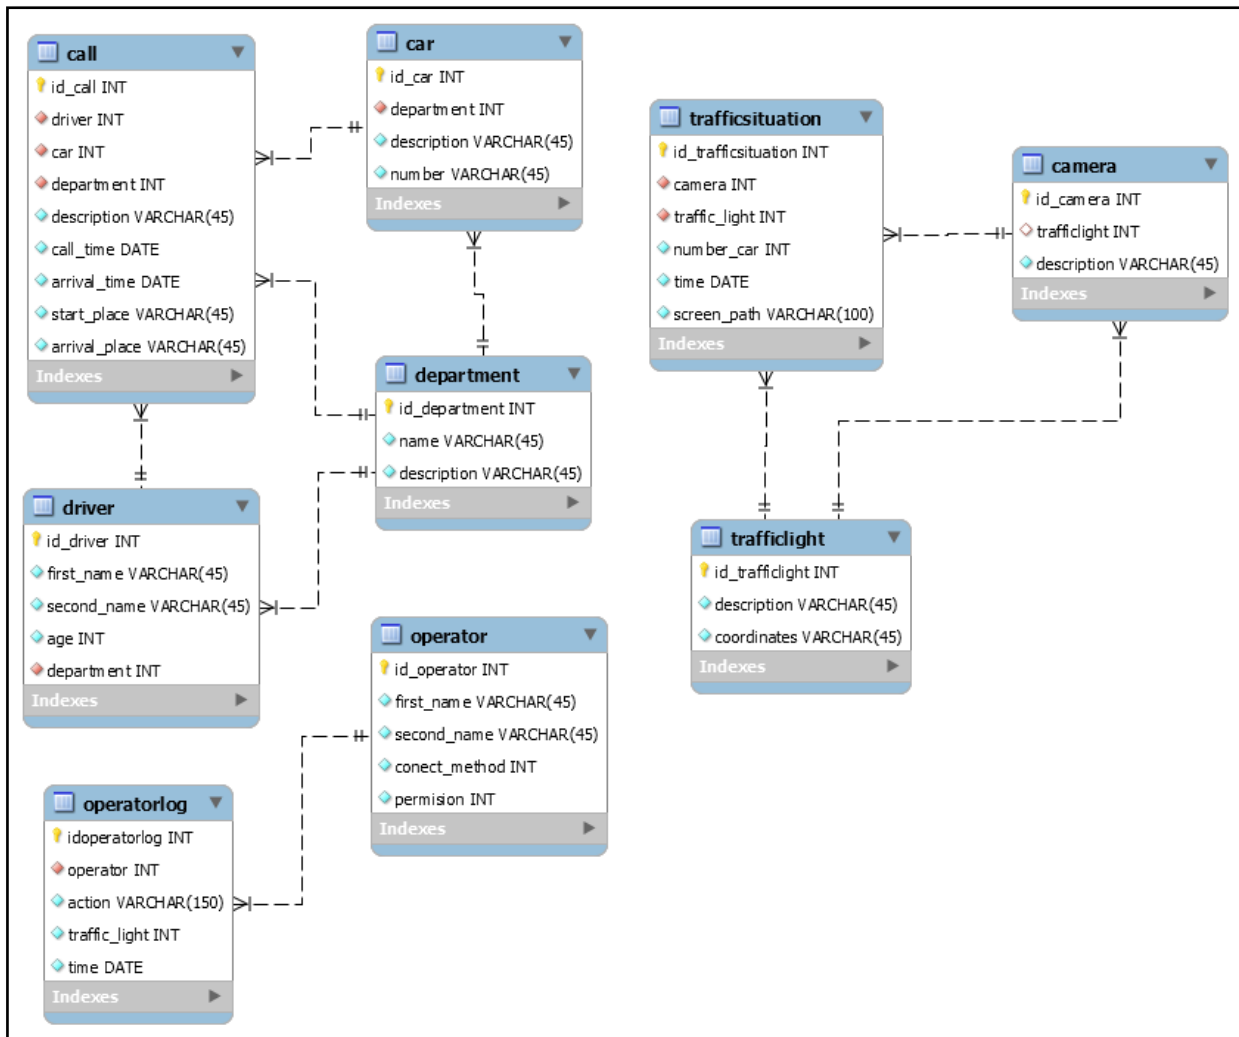 call
id_call INT
driver INT
car INT
department INT
description VARCHAR(45)
call_time DATE
arrival_time DATE
start_place VARCHAR(45)
arrival_place VARCHAR(45)
Indexes
car
id_car INT
department INT
description VARCHAR(45)
number VARCHAR(45)
Indexes
trafficsituation
id_trafficsituation INT
camera INT
traffic_light INT
number_car INT
time DATE
screen_path VARCHAR(100)
Indexes
camera
id_camera INT
trafficlight INT
description VARCHAR(45)
Indexes
department
id_department INT
name VARCHAR(45)
description VARCHAR(45)
Indexes
driver
id_driver INT
first_name VARCHAR(45)
second_name VARCHAR(45)
age INT
department INT
Indexes
trafficlight
id_trafficlight INT
description VARCHAR(45)
coordinates VARCHAR(45)
Indexes
operator
id_operator INT
first_name VARCHAR(45)
second_name VARCHAR(45)
conect_method INT
permision INT
Indexes
operatorlog
idoperatorlog INT
operator INT
action VARCHAR(150)
traffic_light INT
time DATE
Indexes